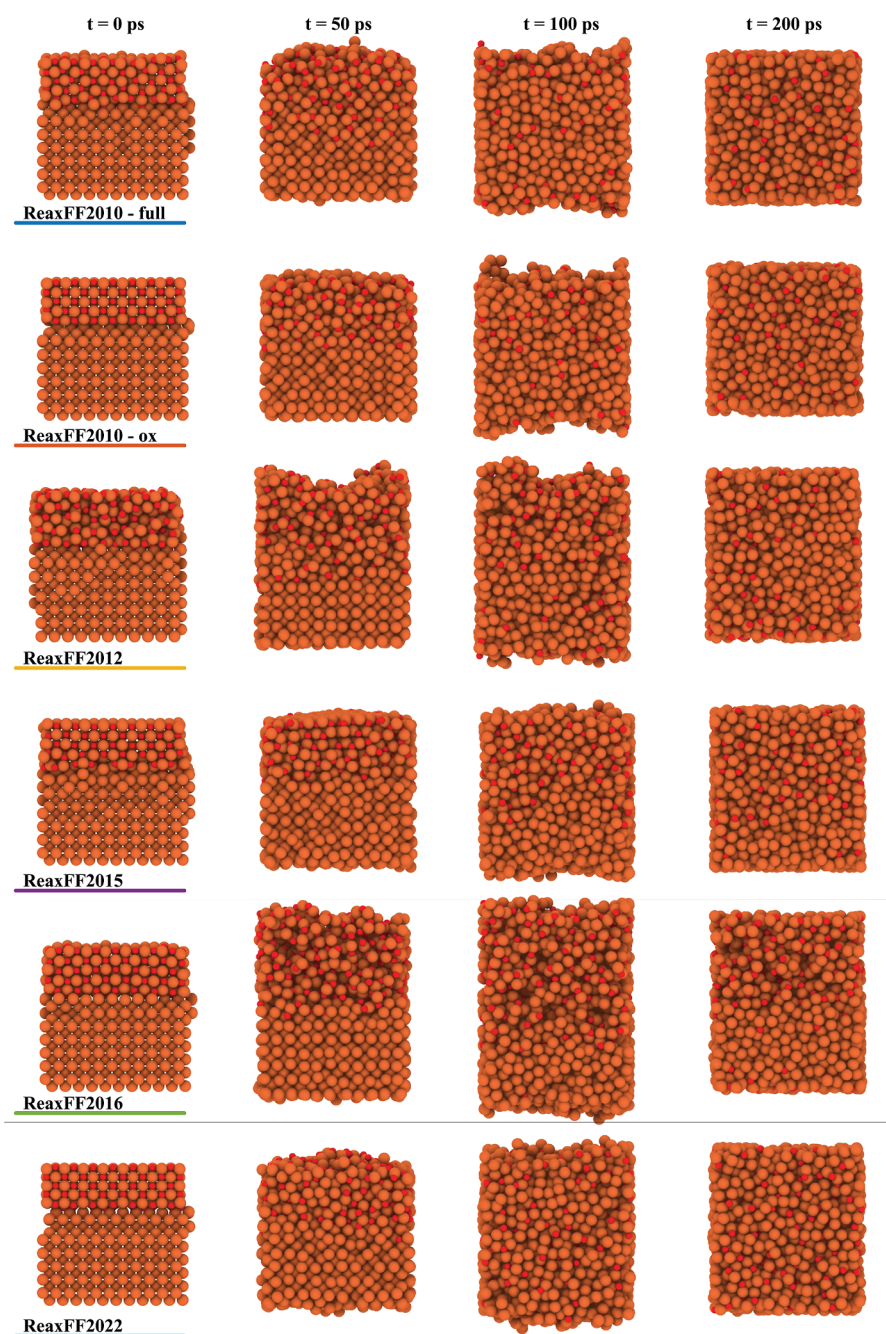 t = 0 ps t = 50 ps t = 100 ps t = 200 ps
ReaxFF2010 - full
ReaxFF2010 - ox
ReaxFF2012
ReaxFF2015
ReaxFF2016
ReaxFF2022